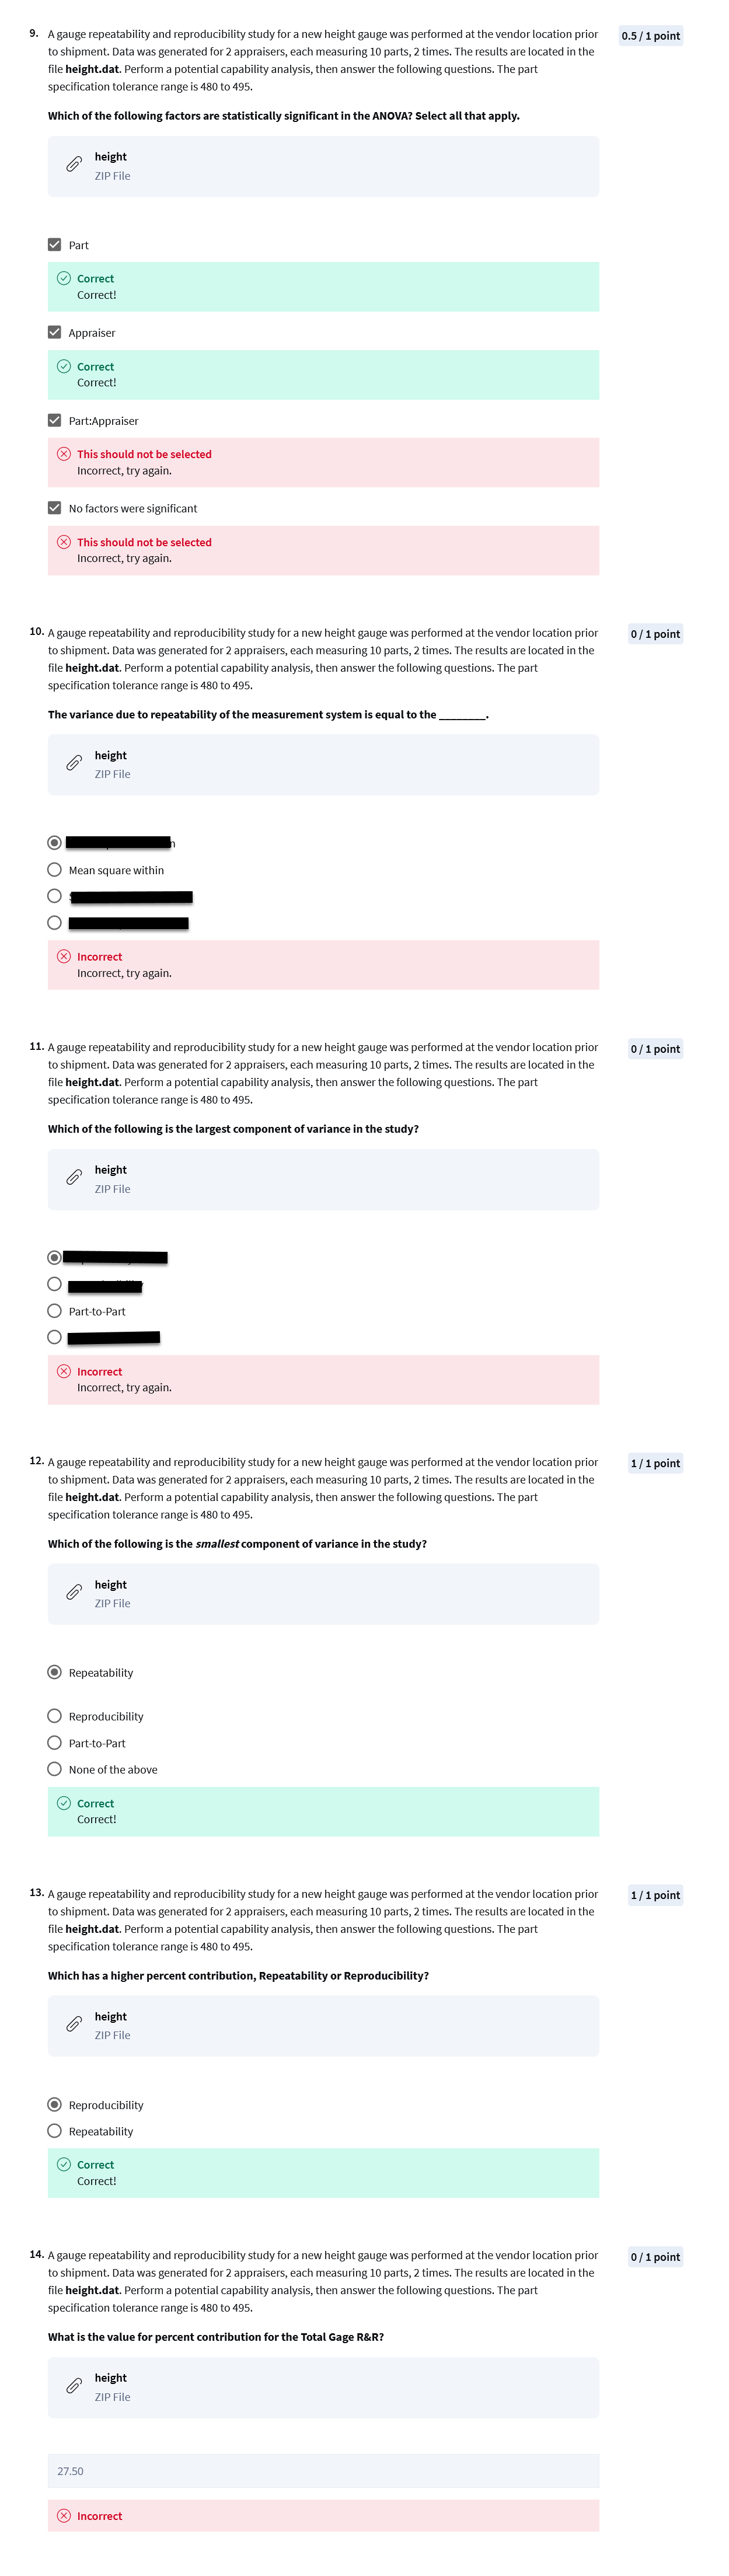 9. A gauge repeatability and reproducibility study for a new height gauge was performed at the vendor location prior
to shipment. Data was generated for 2 appraisers, each measuring 10 parts, 2 times. The results are located in the
file height.dat. Perform a potential capability analysis, then answer the following questions. The part
specification tolerance range is 480 to 495.
0.5 / 1 point
Which of the following factors are statistically significant in the ANOVA? Select all that apply.
height
ZIP File
Part
Correct
Correct!
Appraiser
Correct
Correct!
Part:Appraiser
This should not be selected
Incorrect, try again.
No factors were significant
This should not be selected
Incorrect, try again.
10. A gauge repeatability and reproducibility study for a new height gauge was performed at the vendor location prior
to shipment. Data was generated for 2 appraisers, each measuring 10 parts, 2 times. The results are located in the
file height.dat. Perform a potential capability analysis, then answer the following questions. The part
specification tolerance range is 480 to 495.
0 / 1 point
The variance due to repeatability of the measurement system is equal to the ________.
height
ZIP File
Mean square within
Incorrect
Incorrect, try again.
11. A gauge repeatability and reproducibility study for a new height gauge was performed at the vendor location prior
to shipment. Data was generated for 2 appraisers, each measuring 10 parts, 2 times. The results are located in the
file height.dat. Perform a potential capability analysis, then answer the following questions. The part
specification tolerance range is 480 to 495.
0 / 1 point
Which of the following is the largest component of variance in the study?
height
ZIP File
Part-to-Part
Incorrect
Incorrect, try again.
12. A gauge repeatability and reproducibility study for a new height gauge was performed at the vendor location prior
to shipment. Data was generated for 2 appraisers, each measuring 10 parts, 2 times. The results are located in the
file height.dat. Perform a potential capability analysis, then answer the following questions. The part
specification tolerance range is 480 to 495.
1 / 1 point
Which of the following is the smallest component of variance in the study?
height
ZIP File
Repeatability
Reproducibility
Part-to-Part
None of the above
Correct
Correct!
13. A gauge repeatability and reproducibility study for a new height gauge was performed at the vendor location prior
to shipment. Data was generated for 2 appraisers, each measuring 10 parts, 2 times. The results are located in the
file height.dat. Perform a potential capability analysis, then answer the following questions. The part
specification tolerance range is 480 to 495.
1 / 1 point
Which has a higher percent contribution, Repeatability or Reproducibility?
height
ZIP File
Reproducibility
Repeatability
Correct
Correct!
14. A gauge repeatability and reproducibility study for a new height gauge was performed at the vendor location prior
to shipment. Data was generated for 2 appraisers, each measuring 10 parts, 2 times. The results are located in the
file height.dat. Perform a potential capability analysis, then answer the following questions. The part
specification tolerance range is 480 to 495.
0 / 1 point
What is the value for percent contribution for the Total Gage R&R?
height
ZIP File
27.50
Incorrect